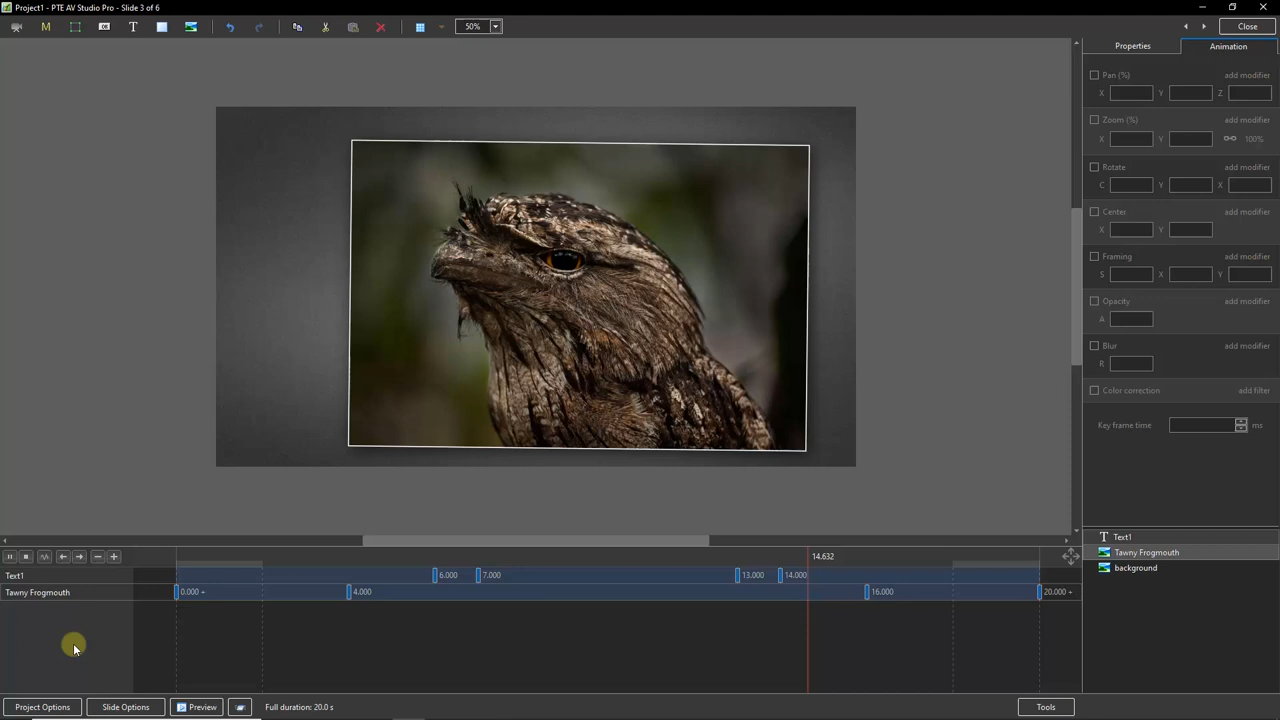 Project1 - PTE AV Studio Pro - Slide 3 of 6
M OK T 50% Close
Properties Animation
Pan (%) add modifier
X Y Z
Zoom (%) add modifier
X Y 100%
Rotate add modifier
C Y X
Center add modifier
X Y
Framing add modifier
S X Y
Opacity add modifier
A
Blur add modifier
R
Color correction add filter
Key frame time ms
T Text1
Tawny Frogmouth
background
14.632
Text1 6.000 7.000 13.000 14.000
Tawny Frogmouth 0.000 + 4.000 16.000 20.000 +
Project Options Slide Options Preview Full duration: 20.0 s Tools